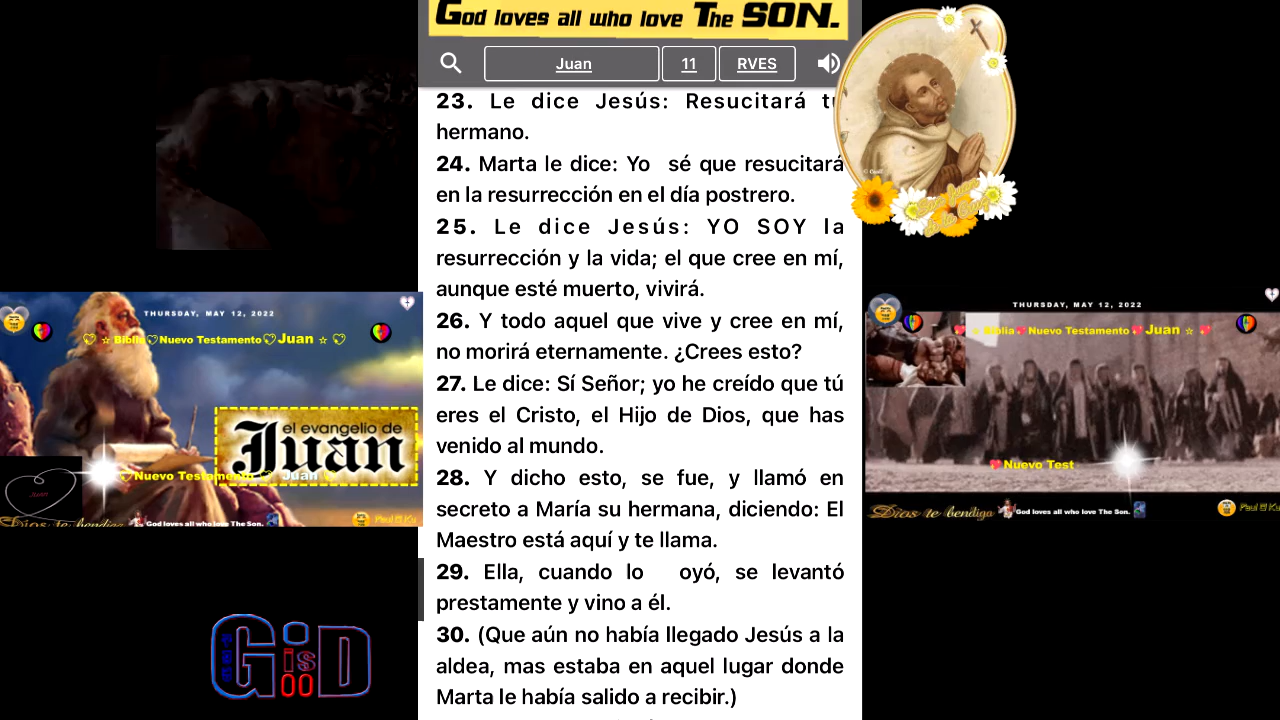 God loves all who love The SON.
Juan 11 RVES
23. Le dice Jesús: Resucitará tu
hermano.
24. Marta le dice: Yo sé que resucitará
en la resurrección en el día postrero.
25. Le dice Jesús: YO SOY la
resurrección y la vida; el que cree en mí,
aunque esté muerto, vivirá.
26. Y todo aquel que vive y cree en mí,
no morirá eternamente. ¿Crees esto?
27. Le dice: Sí Señor; yo he creído que tú
eres el Cristo, el Hijo de Dios, que has
venido al mundo.
28. Y dicho esto, se fue, y llamó en
secreto a María su hermana, diciendo: El
Maestro está aquí y te llama.
29. Ella, cuando lo oyó, se levantó
prestamente y vino a él.
30. (Que aún no había llegado Jesús a la
aldea, mas estaba en aquel lugar donde
Marta le había salido a recibir.)
THURSDAY, MAY 12, 2022
Biblia Nuevo Testamento Juan
el evangelio de
Juan
Nuevo Testamento Juan
Juan
Dios te bendiga God loves all who love The Son.
THURSDAY, MAY 12, 2022
Biblia Nuevo Testamento Juan
Nuevo Test
Dios te bendiga God loves all who love The Son.
GisD